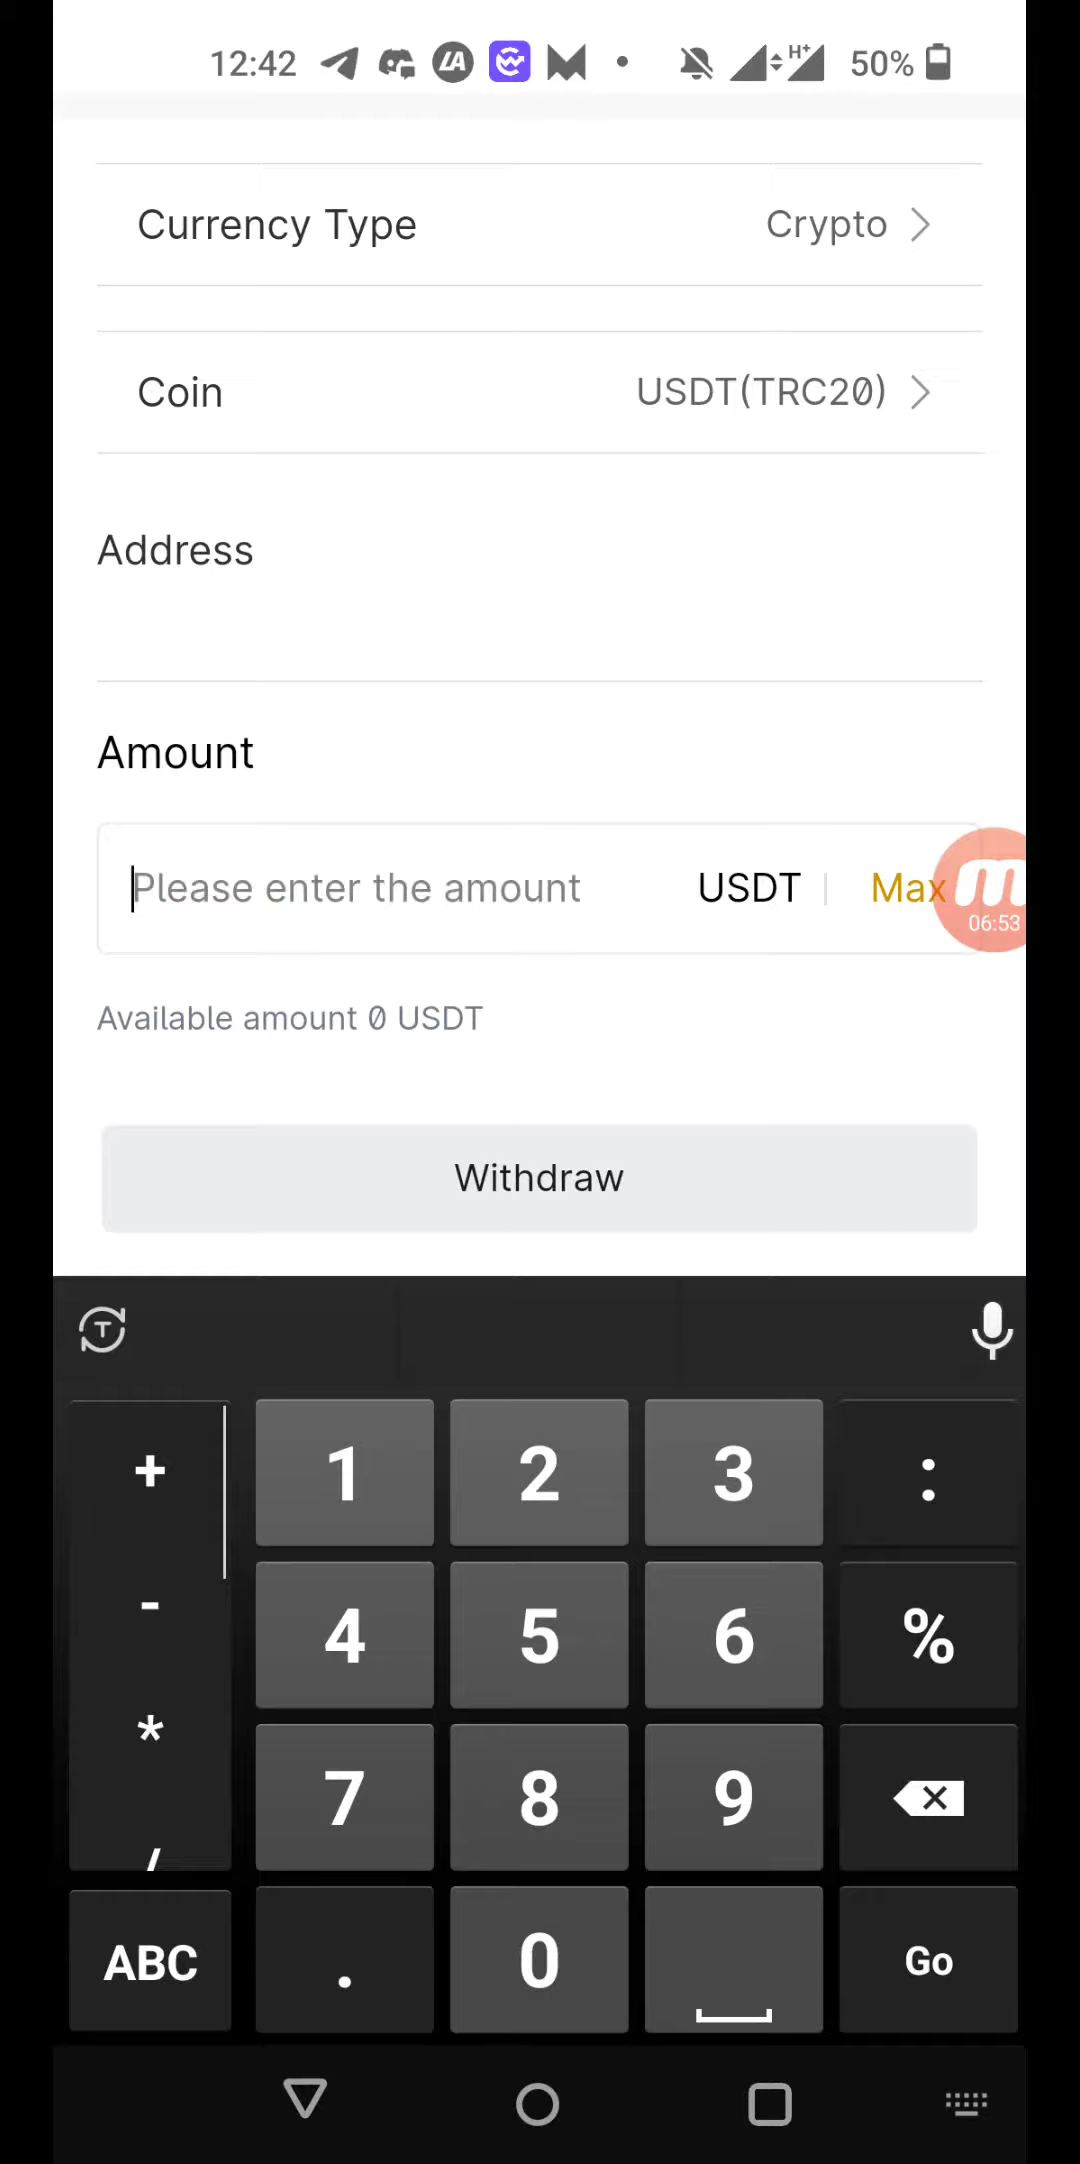 12:42 LA H+ 50%
Currency Type Crypto
Coin USDT(TRC20)
Address
Amount
Please enter the amount USDT Max
06:53
Available amount 0 USDT
Withdraw
T
+ 1 2 3 :
- 4 5 6 %
* 7 8 9
/
ABC . 0 Go